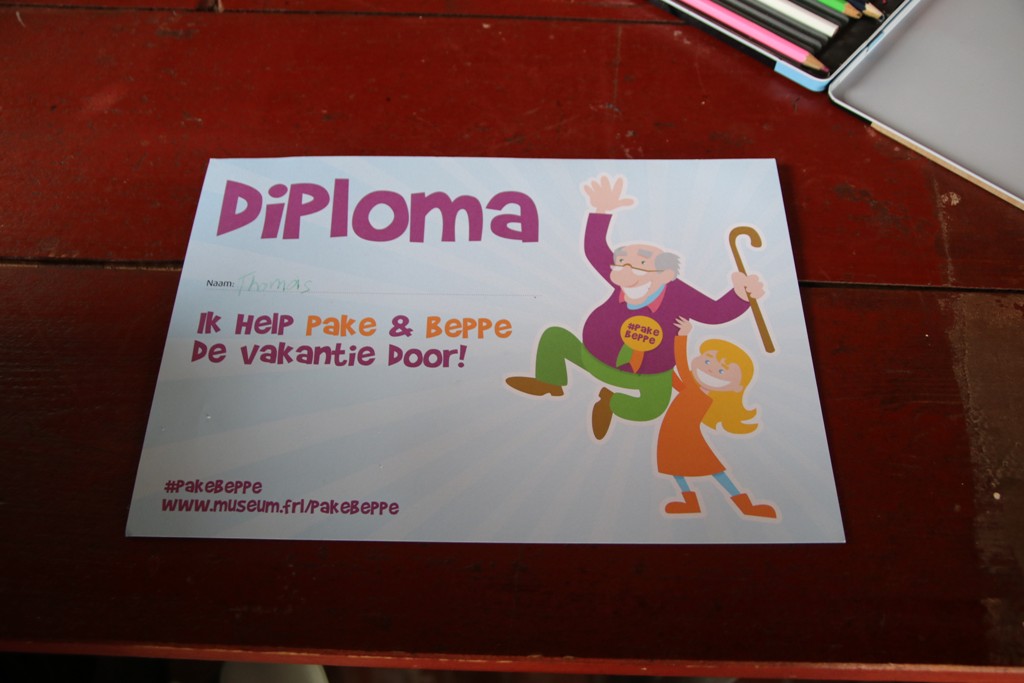 Diploma
Naam: Thomas
Ik Help Pake & Beppe
De vakantie Door!
#Pake
Beppe
#PakeBeppe
www.museum.frl/PakeBeppe